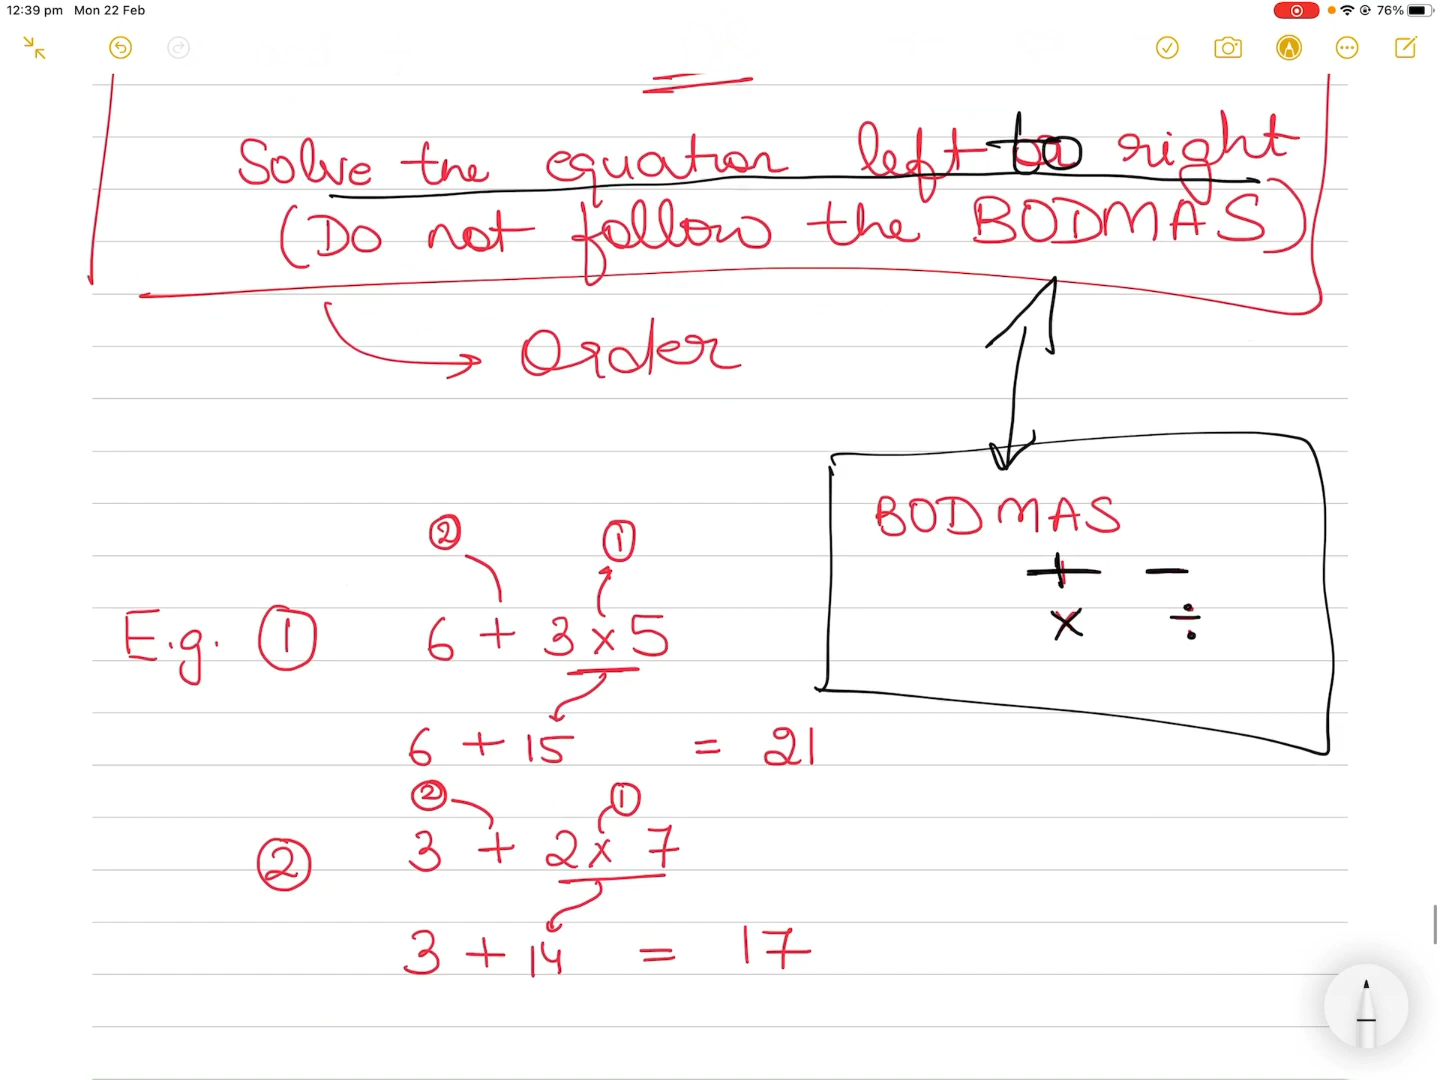 12:39 pm Mon 22 Feb 76%
Solve the equation left to right
(Do not follow the BODMAS)
Order
BODMAS
+ −
× ÷
② ①
E.g. ① 6 + 3 × 5
6 + 15 = 21
② ①
② 3 + 2 × 7
3 + 14 = 17